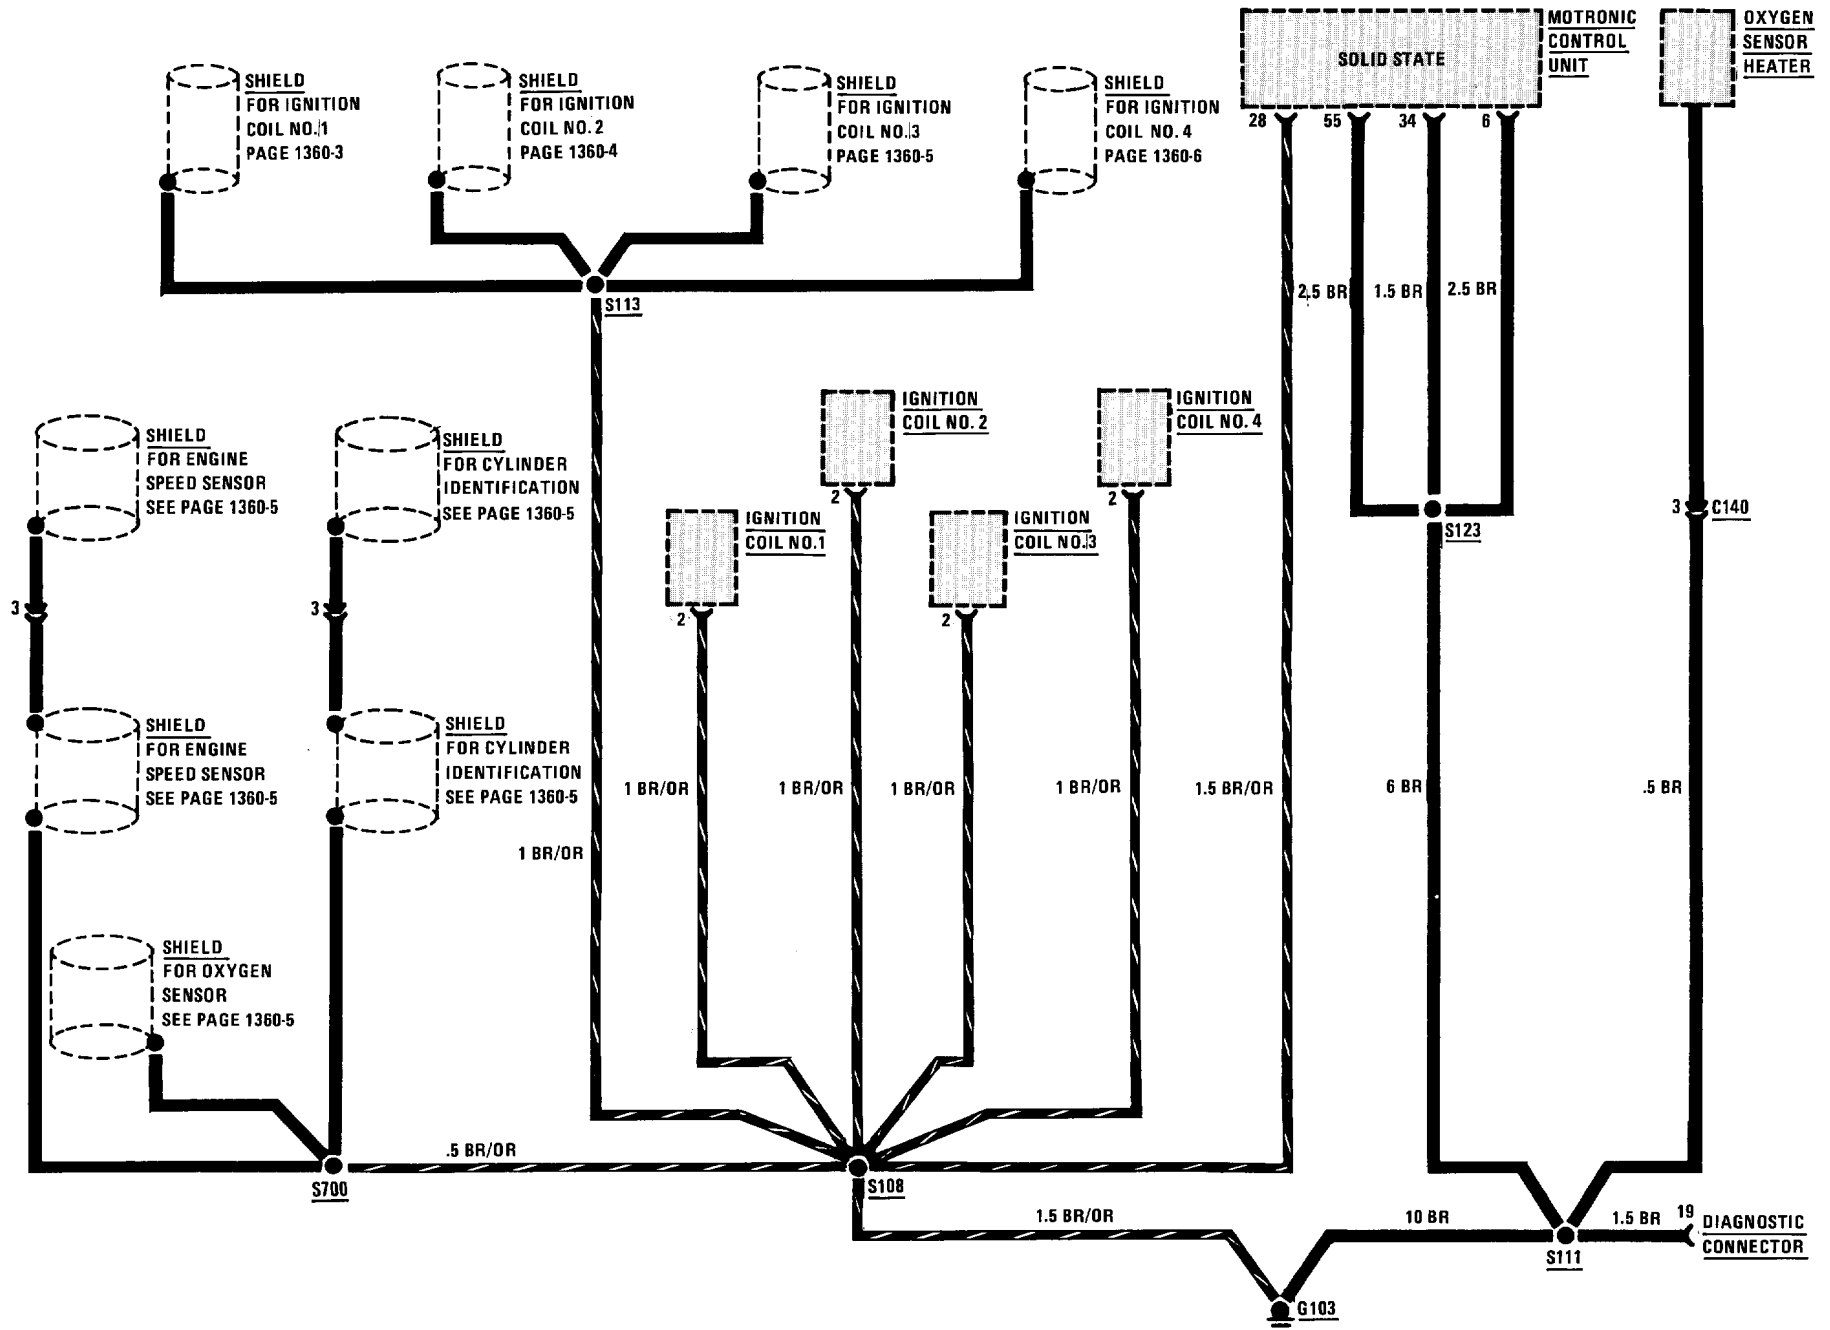 MOTRONIC
CONTROL
UNIT
SOLID STATE
OXYGEN
SENSOR
HEATER
SHIELD
FOR IGNITION
COIL NO.1
PAGE 1360-3
SHIELD
FOR IGNITION
COIL NO. 2
PAGE 1360-4
SHIELD
FOR IGNITION
COIL NO.3
PAGE 1360-5
SHIELD
FOR IGNITION
COIL NO. 4
PAGE 1360-6
28
55
34
6
2.5 BR
1.5 BR
2.5 BR
S113
SHIELD
FOR ENGINE
SPEED SENSOR
SEE PAGE 1360-5
SHIELD
FOR CYLINDER
IDENTIFICATION
SEE PAGE 1360-5
IGNITION
COIL NO. 2
IGNITION
COIL NO. 4
2
2
IGNITION
COIL NO.1
IGNITION
COIL NO.3
2
2
S123
3
C140
3
3
SHIELD
FOR ENGINE
SPEED SENSOR
SEE PAGE 1360-5
SHIELD
FOR CYLINDER
IDENTIFICATION
SEE PAGE 1360-5
1 BR/OR
1 BR/OR
1 BR/OR
1 BR/OR
1.5 BR/OR
6 BR
.5 BR
1 BR/OR
SHIELD
FOR OXYGEN
SENSOR
SEE PAGE 1360-5
.5 BR/OR
S700
S108
1.5 BR/OR
10 BR
1.5 BR
19
DIAGNOSTIC
CONNECTOR
S111
G103